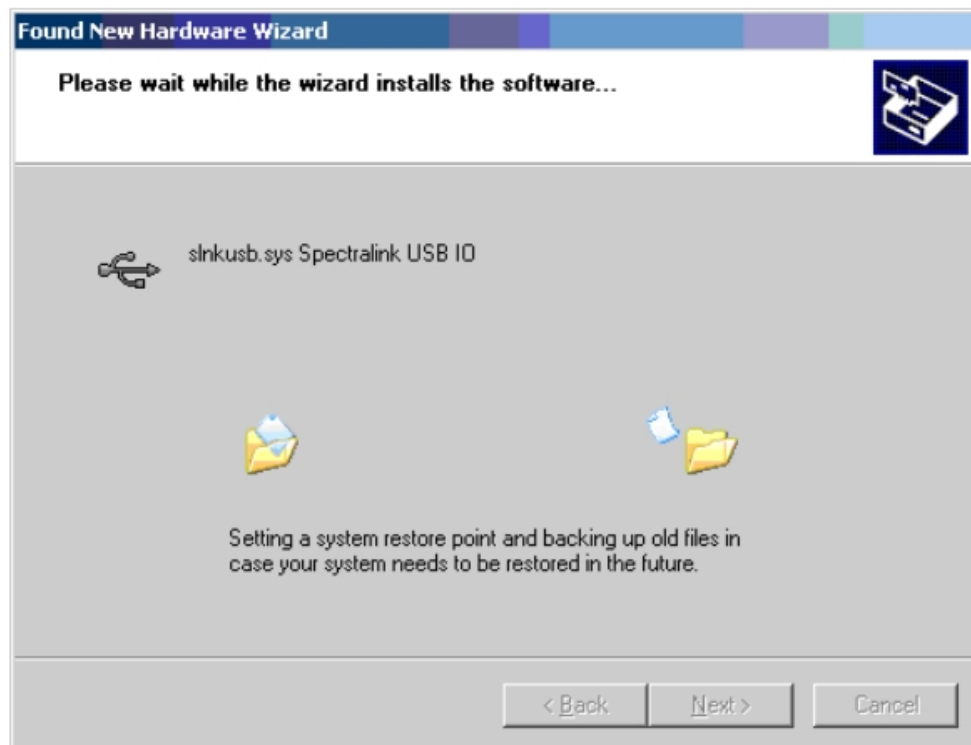 Found New Hardware Wizard
Please wait while the wizard installs the software...
slnkusb.sys Spectralink USB IO
Setting a system restore point and backing up old files in
case your system needs to be restored in the future.
< Back Next > Cancel